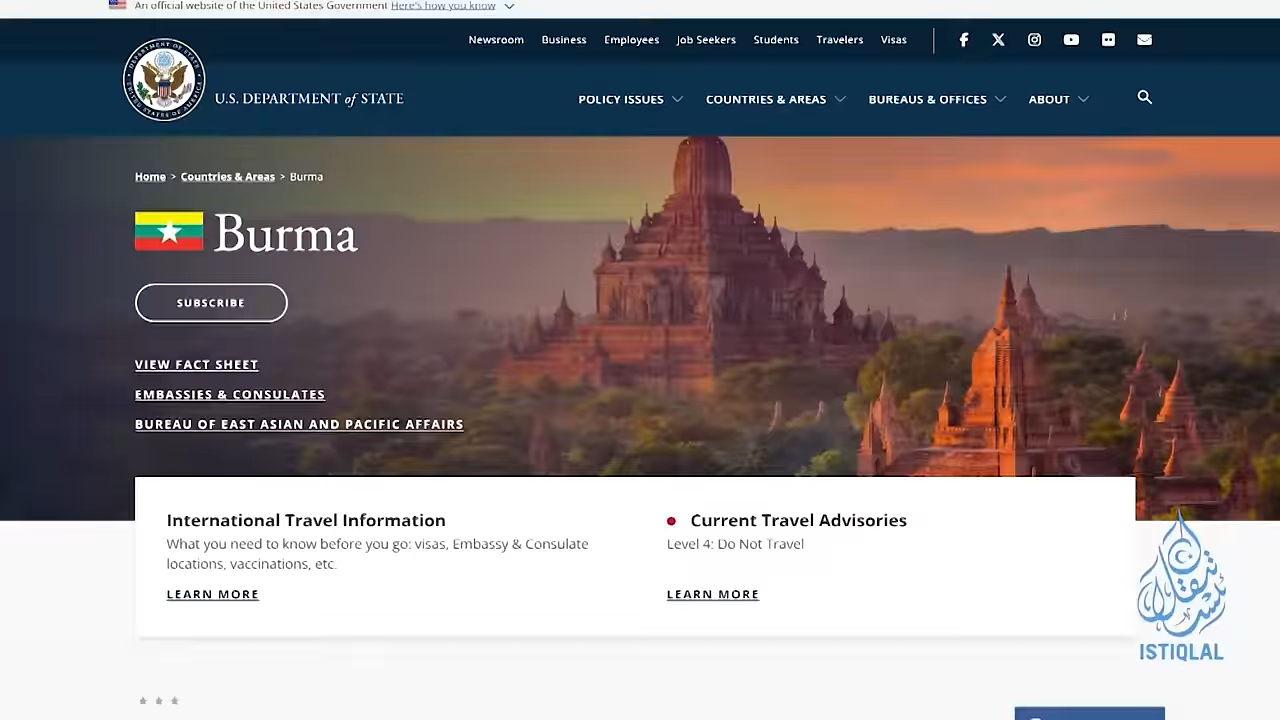 An official website of the United States Government Here's how you know
Newsroom Business Employees Job Seekers Students Travelers Visas
U.S. DEPARTMENT of STATE
POLICY ISSUES COUNTRIES & AREAS BUREAUS & OFFICES ABOUT
Home > Countries & Areas > Burma
Burma
SUBSCRIBE
VIEW FACT SHEET
EMBASSIES & CONSULATES
BUREAU OF EAST ASIAN AND PACIFIC AFFAIRS
International Travel Information
What you need to know before you go: visas, Embassy & Consulate
locations, vaccinations, etc.
LEARN MORE
Current Travel Advisories
Level 4: Do Not Travel
LEARN MORE
ISTIQLAL